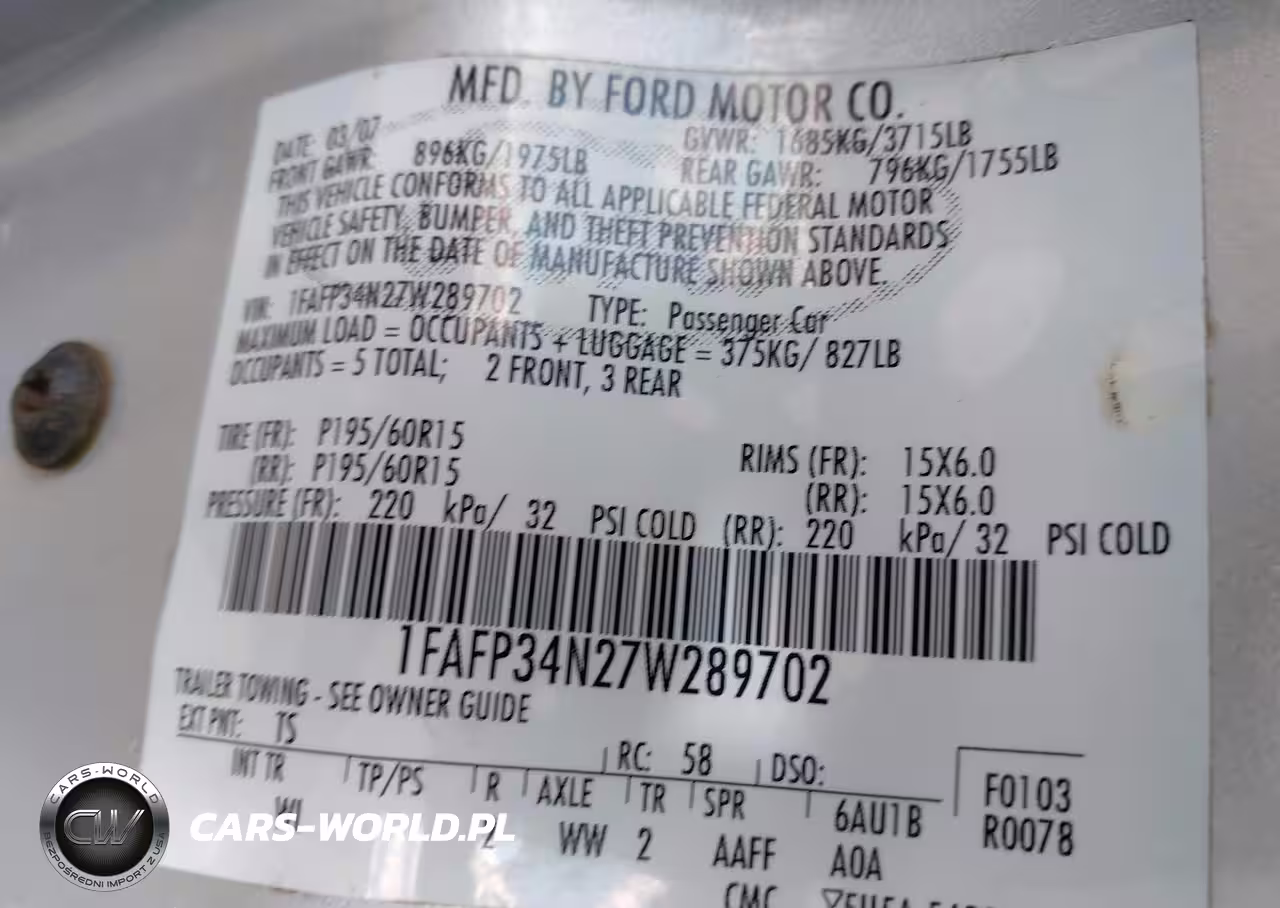 MFD. BY FORD MOTOR CO.
DATE: 03/07 GVWR: 1685KG/3715LB
FRONT GAWR: 896KG/1975LB REAR GAWR: 796KG/1755LB
THIS VEHICLE CONFORMS TO ALL APPLICABLE FEDERAL MOTOR
VEHICLE SAFETY, BUMPER, AND THEFT PREVENTION STANDARDS
IN EFFECT ON THE DATE OF MANUFACTURE SHOWN ABOVE.
VIN: 1FAFP34N27W289702 TYPE: Passenger Car
MAXIMUM LOAD = OCCUPANTS + LUGGAGE = 375KG/ 827LB
OCCUPANTS = 5 TOTAL; 2 FRONT, 3 REAR
TIRE (FR): P195/60R15 RIMS (FR): 15X6.0
(RR): P195/60R15 (RR): 15X6.0
PRESSURE (FR): 220 kPa/ 32 PSI COLD (RR): 220 kPa/ 32 PSI COLD
1FAFP34N27W289702
TRAILER TOWING - SEE OWNER GUIDE
EXT PNT: TS RC: 58 DSO: F0103
INT TR TP/PS R AXLE TR SPR 6AU1B R0078
WW 2 AAFF A0A
CMC
CARS-WORLD
CW
BEZPOŚREDNI IMPORT Z USA
CARS-WORLD.PL